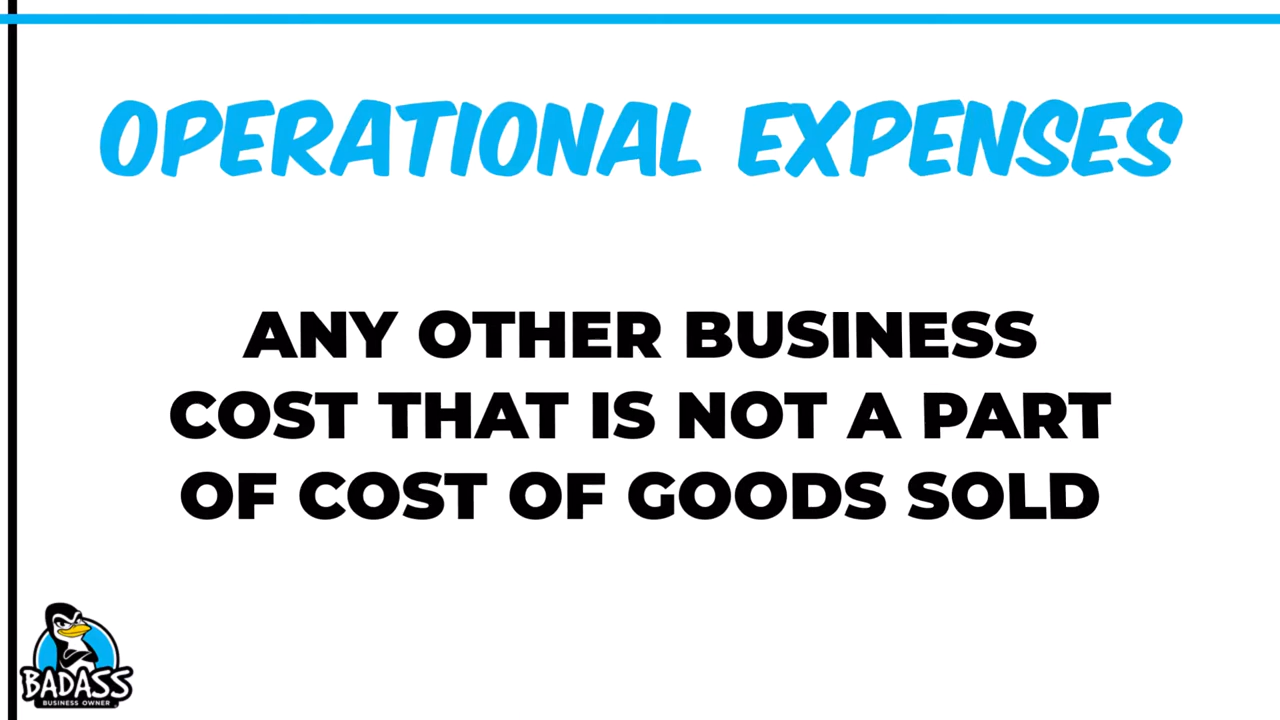 OPERATIONAL EXPENSES
ANY OTHER BUSINESS
COST THAT IS NOT A PART
OF COST OF GOODS SOLD
BADASS
BUSINESS OWNER